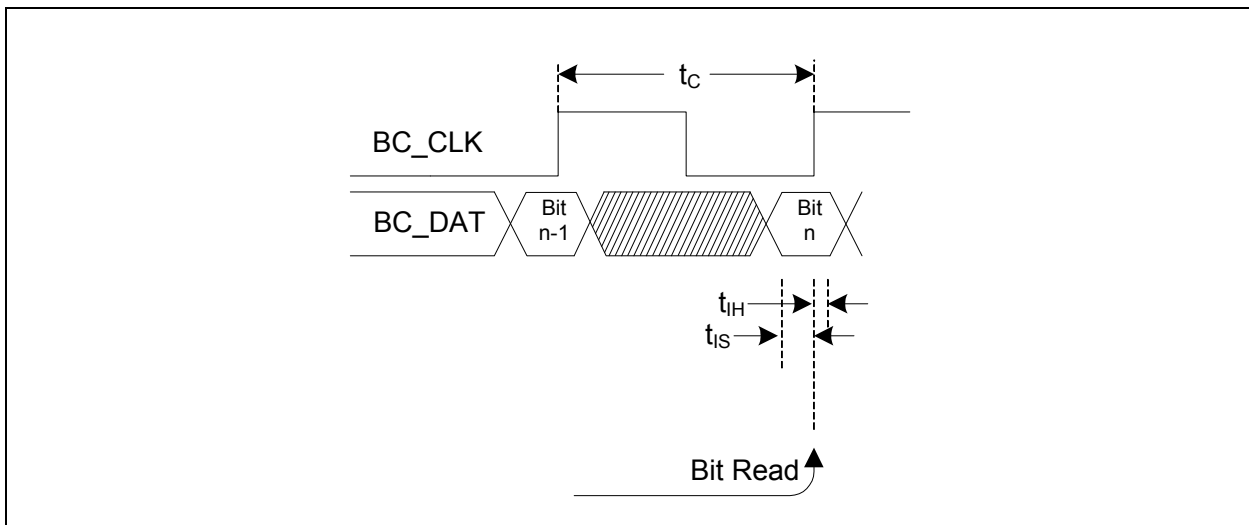 tC
BC_CLK
BC_DAT
Bit
n-1
Bit
n
tIH
tIS
Bit Read